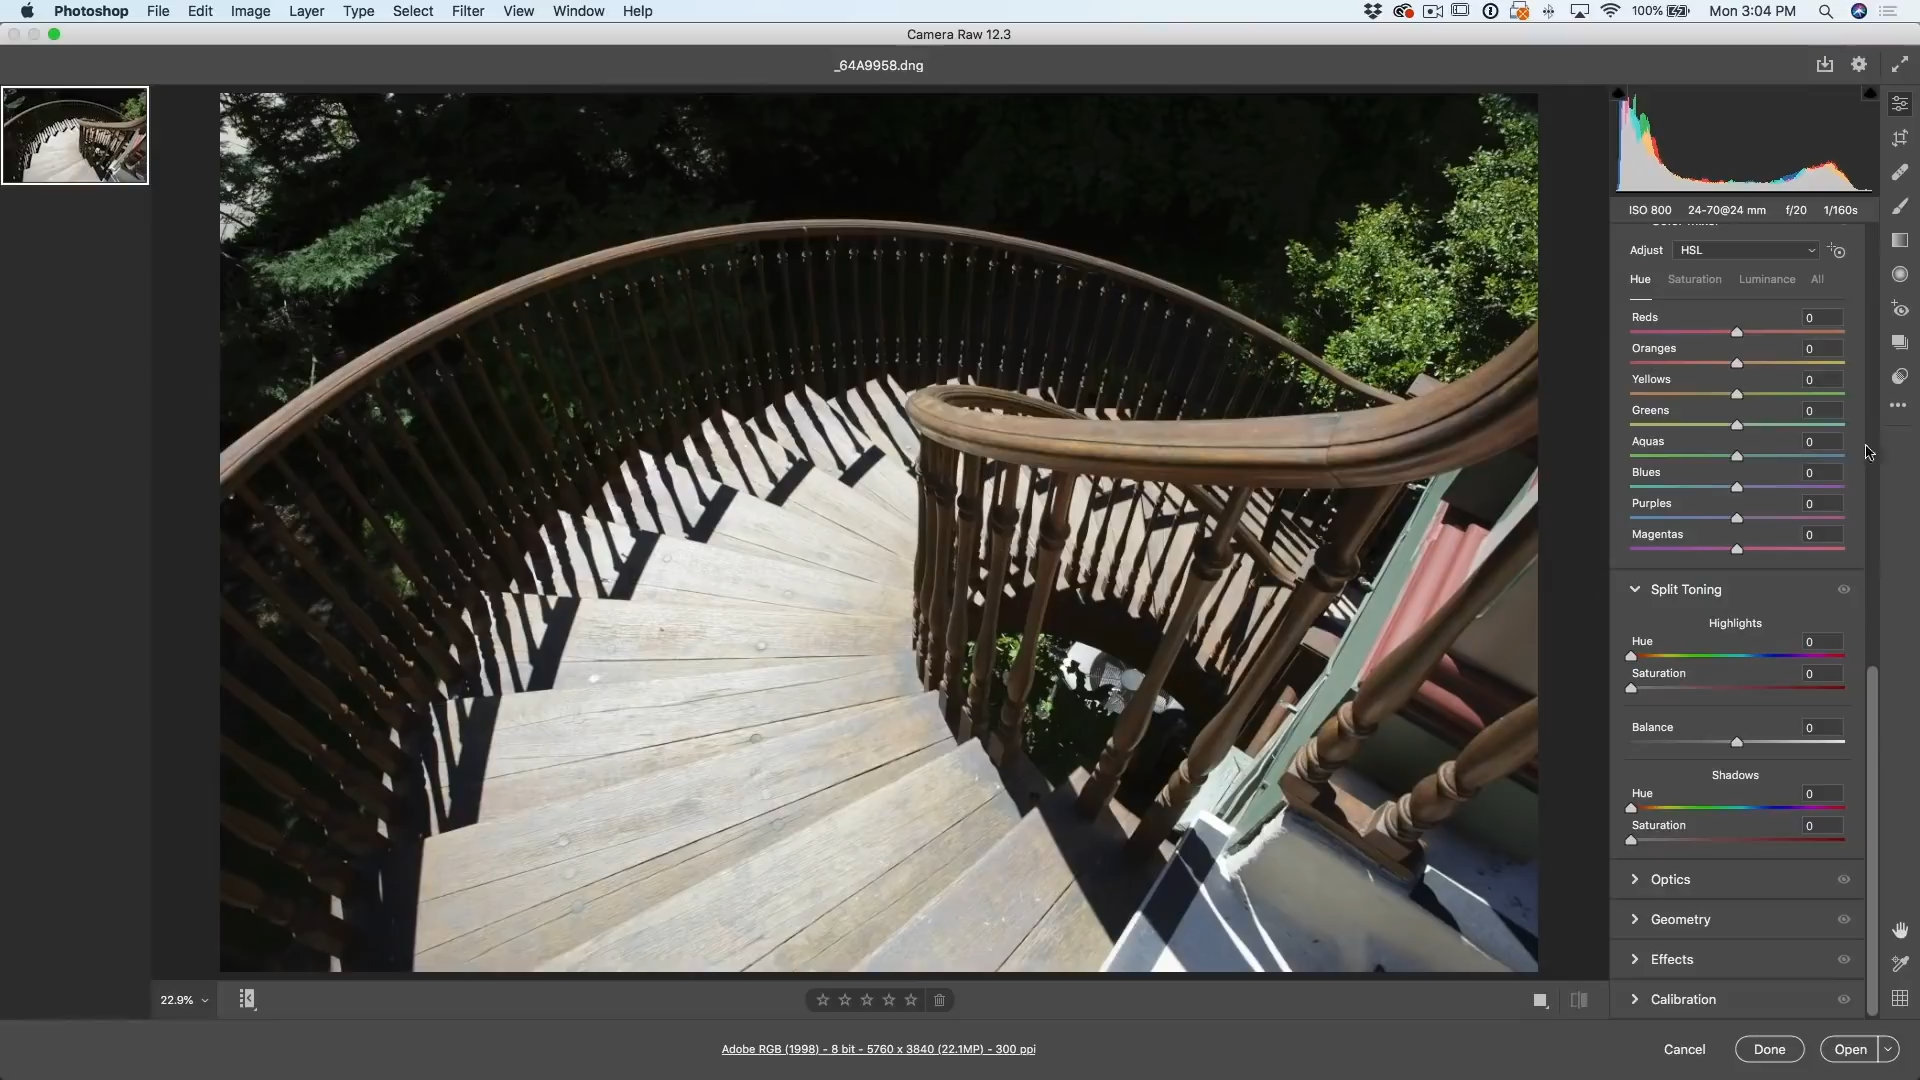 Photoshop File Edit Image Layer Type Select Filter View Window Help 100% Mon 3:04 PM
Camera Raw 12.3
_64A9958.dng
ISO 800 24-70@24 mm f/20 1/160s
Adjust HSL
Hue Saturation Luminance All
Reds 0
Oranges 0
Yellows 0
Greens 0
Aquas 0
Blues 0
Purples 0
Magentas 0
Split Toning
Highlights
Hue 0
Saturation 0
Balance 0
Shadows
Hue 0
Saturation 0
Optics
Geometry
Effects
Calibration
22.9%
Adobe RGB (1998) - 8 bit - 5760 x 3840 (22.1MP) - 300 ppi
Cancel Done Open